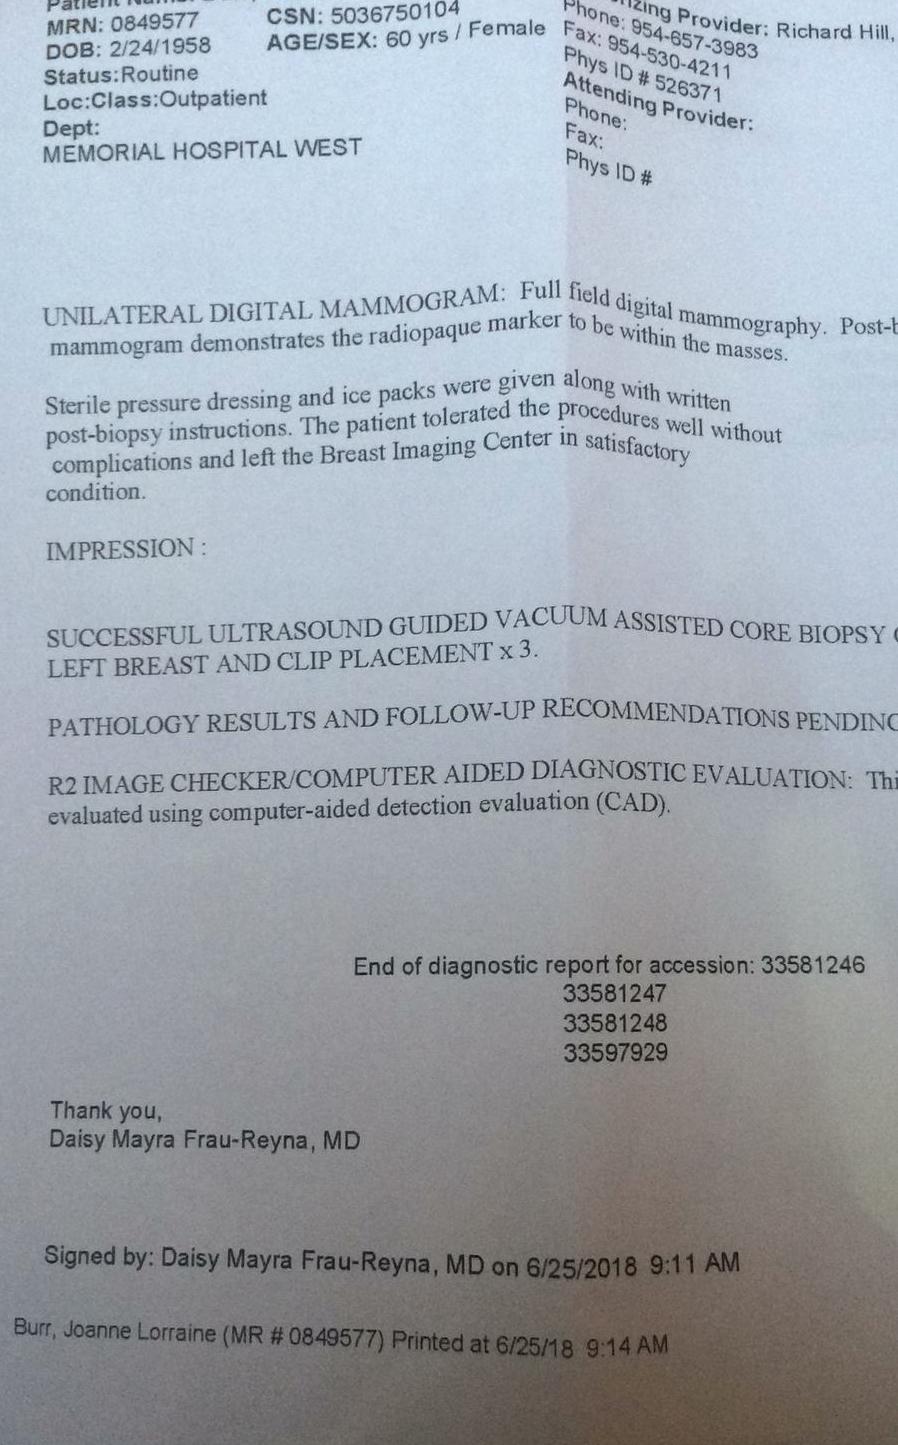 Patient
MRN: 0849577 CSN: 5036750104
DOB: 2/24/1958 AGE/SEX: 60 yrs / Female
Status:Routine
Loc:Class:Outpatient
Dept:
MEMORIAL HOSPITAL WEST
Provider: Richard Hill,
Phone: 954-657-3983
Fax: 954-530-4211
Phys ID # 526371
Attending Provider:
Phone:
Fax:
Phys ID #
UNILATERAL DIGITAL MAMMOGRAM: Full field digital mammography. Post-b
mammogram demonstrates the radiopaque marker to be within the masses.
Sterile pressure dressing and ice packs were given along with written
post-biopsy instructions. The patient tolerated the procedures well without
complications and left the Breast Imaging Center in satisfactory
condition.
IMPRESSION :
SUCCESSFUL ULTRASOUND GUIDED VACUUM ASSISTED CORE BIOPSY
LEFT BREAST AND CLIP PLACEMENT x 3.
PATHOLOGY RESULTS AND FOLLOW-UP RECOMMENDATIONS PENDING
R2 IMAGE CHECKER/COMPUTER AIDED DIAGNOSTIC EVALUATION: Thi
evaluated using computer-aided detection evaluation (CAD).
End of diagnostic report for accession: 33581246
33581247
33581248
33597929
Thank you,
Daisy Mayra Frau-Reyna, MD
Signed by: Daisy Mayra Frau-Reyna, MD on 6/25/2018 9:11 AM
Burr, Joanne Lorraine (MR # 0849577) Printed at 6/25/18 9:14 AM